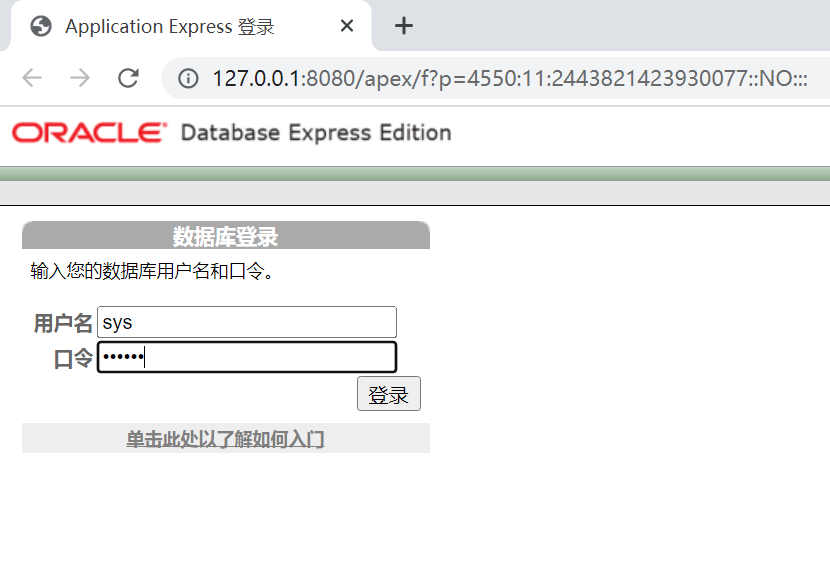 Application Express 登录
127.0.0.1:8080/apex/f?p=4550:11:2443821423930077::NO:::
ORACLE Database Express Edition
数据库登录
输入您的数据库用户名和口令。
用户名 sys
口令 ••••••
登录
单击此处以了解如何入门